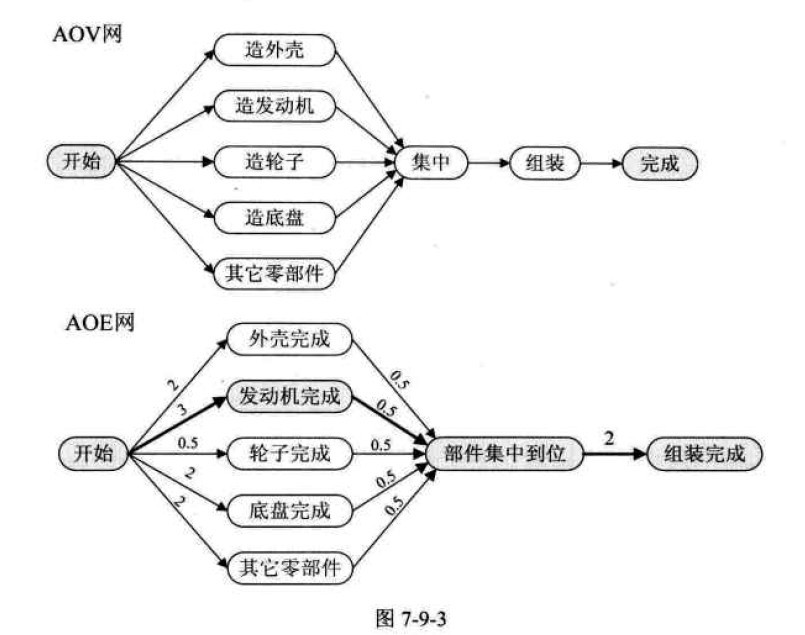 AOV网
造外壳
造发动机
开始
造轮子
集中
组装
完成
造底盘
其它零部件
AOE网
外壳完成
2
0.5
发动机完成
3
0.5
开始
0.5
轮子完成
0.5
部件集中到位
2
组装完成
2
底盘完成
0.5
2
其它零部件
0.5
图 7-9-3